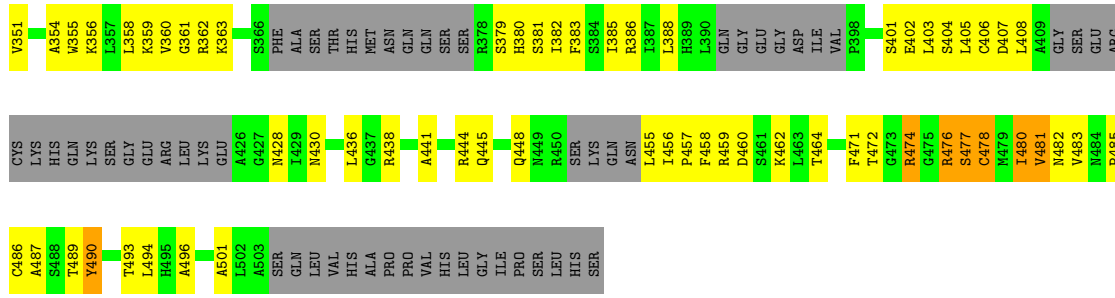 V351 A354 W355 K356 L357 L358 K359 V360 G361 R362 K363 S366 PHE ALA SER THR HIS MET ASN GLN GLN SER SER R378 S379 H380 S381 I382 F383 S384 I385 R386 I387 L388 H389 L390 GLN GLY GLU GLY ASP ILE VAL P398 S401 E402 L403 S404 L405 C406 D407 L408 A409 GLY SER GLU ARG
CYS LYS HIS GLN LYS SER GLY GLU ARG LEU LYS GLU A426 G427 N428 I429 N430 L436 G437 R438 A441 R444 Q445 Q448 N449 R450 SER LYS GLN ASN L455 I456 P457 F458 R459 D460 S461 K462 L463 T464 F471 T472 G473 R474 G475 R476 S477 C478 M479 I480 V481 N482 V483 N484
C486 A487 S488 T489 Y490 T493 L494 H495 A496 A501 L502 A503 SER GLN LEU VAL HIS ALA PRO PRO VAL HIS LEU GLY ILE PRO SER LEU HIS SER